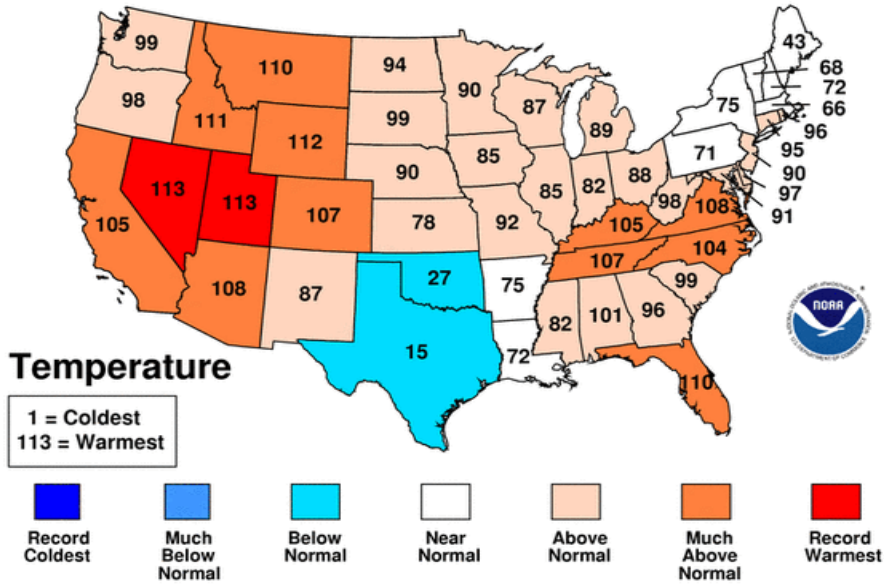 99
43
110
94
68
98
90
72
87
75
111
99
66
112
89
96
71
95
90
85
113
113
88
90
85
82
97
98
108
91
105
107
78
92
105
104
107
108
27
75
99
87
82
101
96
15
72
110
NOAA
Temperature
1 = Coldest
113 = Warmest
Record
Coldest
Much
Below
Normal
Below
Normal
Near
Normal
Above
Normal
Much
Above
Normal
Record
Warmest